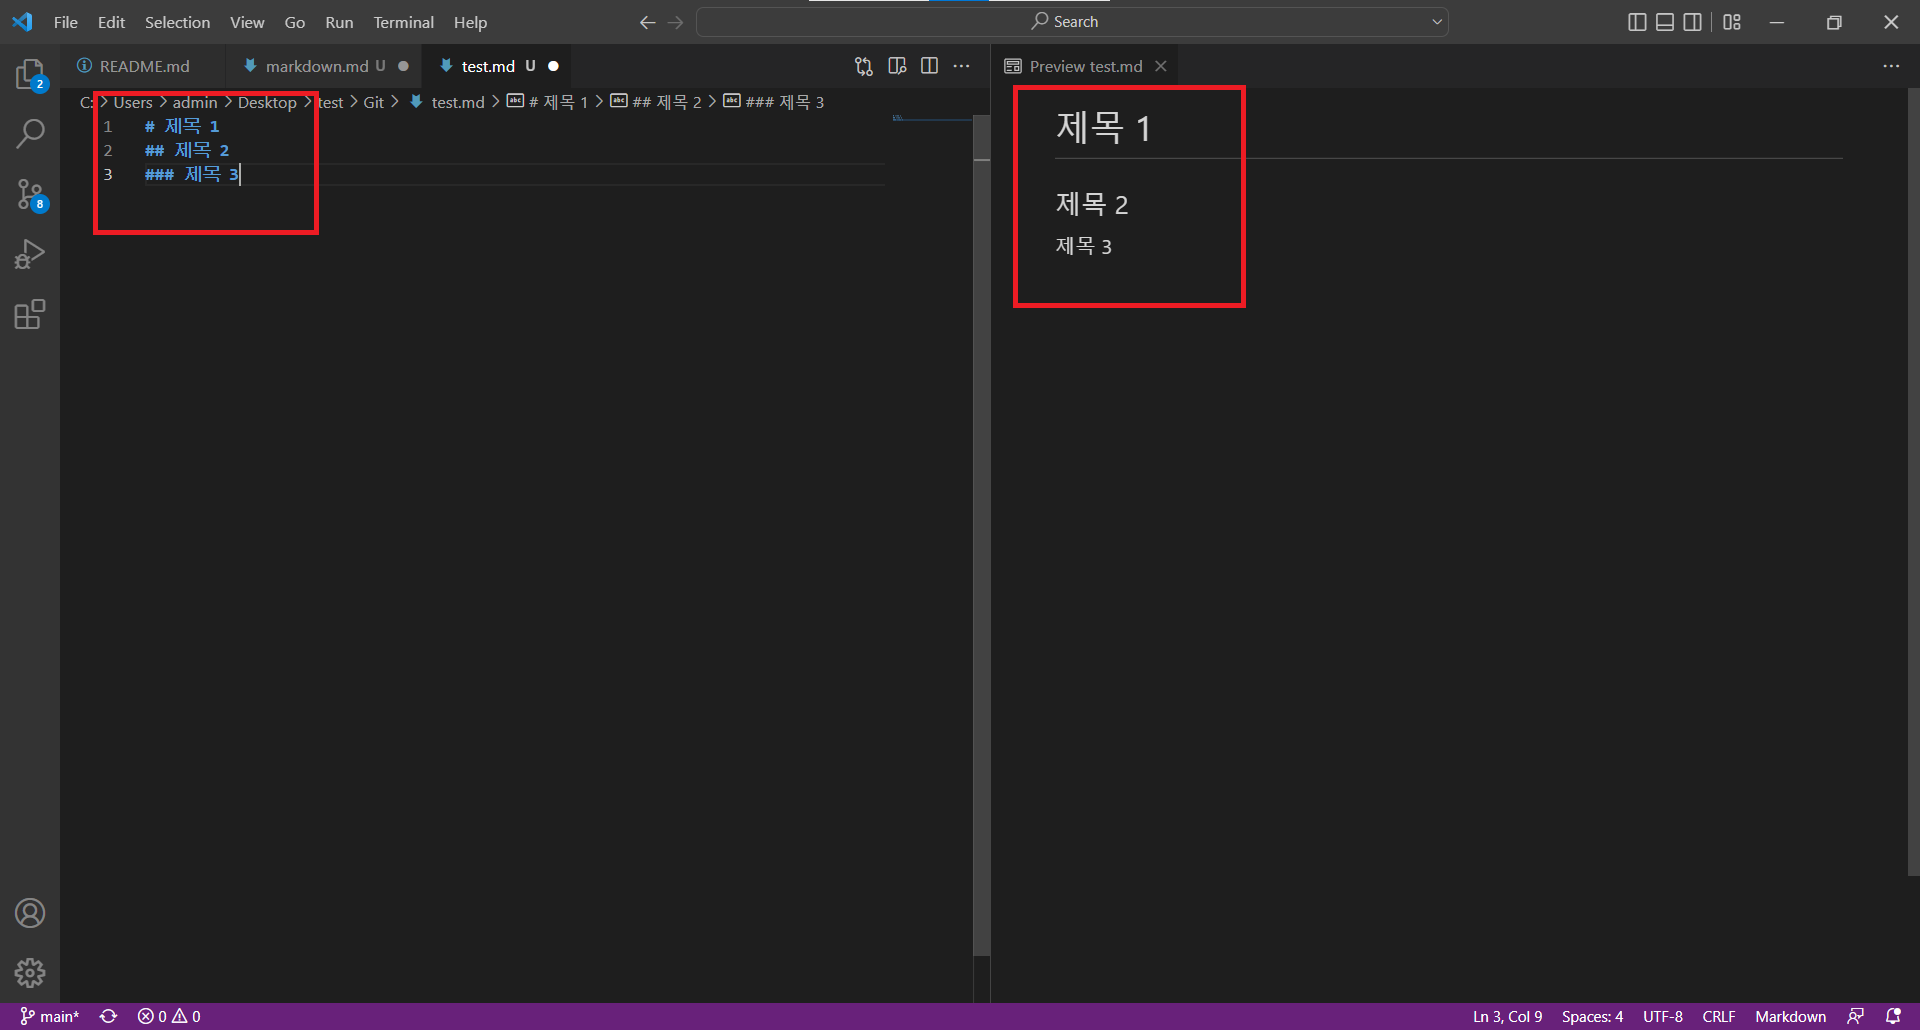 File Edit Selection View Go Run Terminal Help
Search
README.md
markdown.md U
test.md U
Preview test.md
C: > Users > admin > Desktop > test > Git > test.md > # 제목 1 > ## 제목 2 > ### 제목 3
1 # 제목 1
2 ## 제목 2
3 ### 제목 3
제목 1
제목 2
제목 3
2
8
main* 0 0
Ln 3, Col 9 Spaces: 4 UTF-8 CRLF Markdown